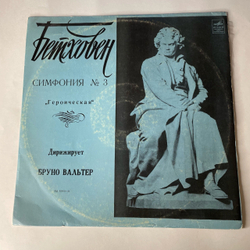 Бетховен
СИМФОНИЯ № 3
„Героическая"
Дирижирует
БРУНО ВАЛЬТЕР